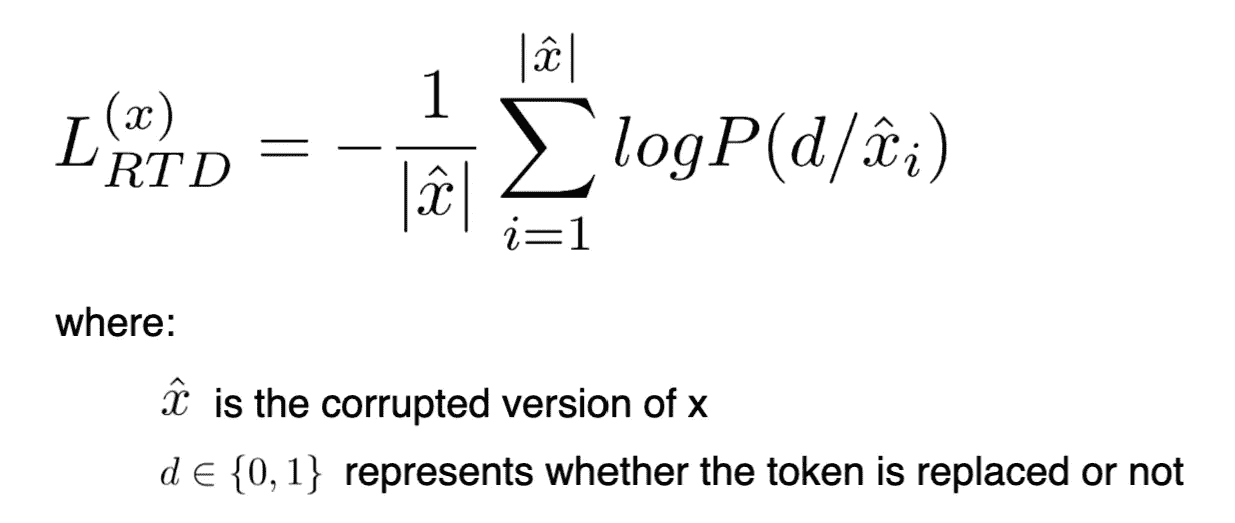 L_{RTD}^{(x)} = -\frac{1}{|\hat{x}|} \sum_{i=1}^{|\hat{x}|} logP(d/\hat{x}_i)
where:
\hat{x} is the corrupted version of x
d ∈ {0, 1} represents whether the token is replaced or not